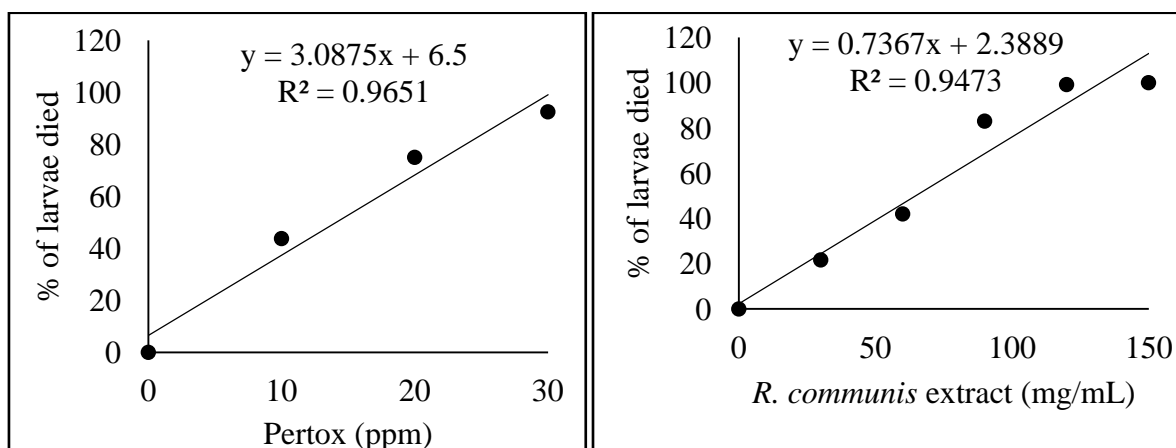 y = 3.0875x + 6.5
R² = 0.9651
% of larvae died
120
100
80
60
40
20
0
0 10 20 30
Pertox (ppm)
y = 0.7367x + 2.3889
R² = 0.9473
% of larvae died
120
100
80
60
40
20
0
0 50 100 150
R. communis extract (mg/mL)